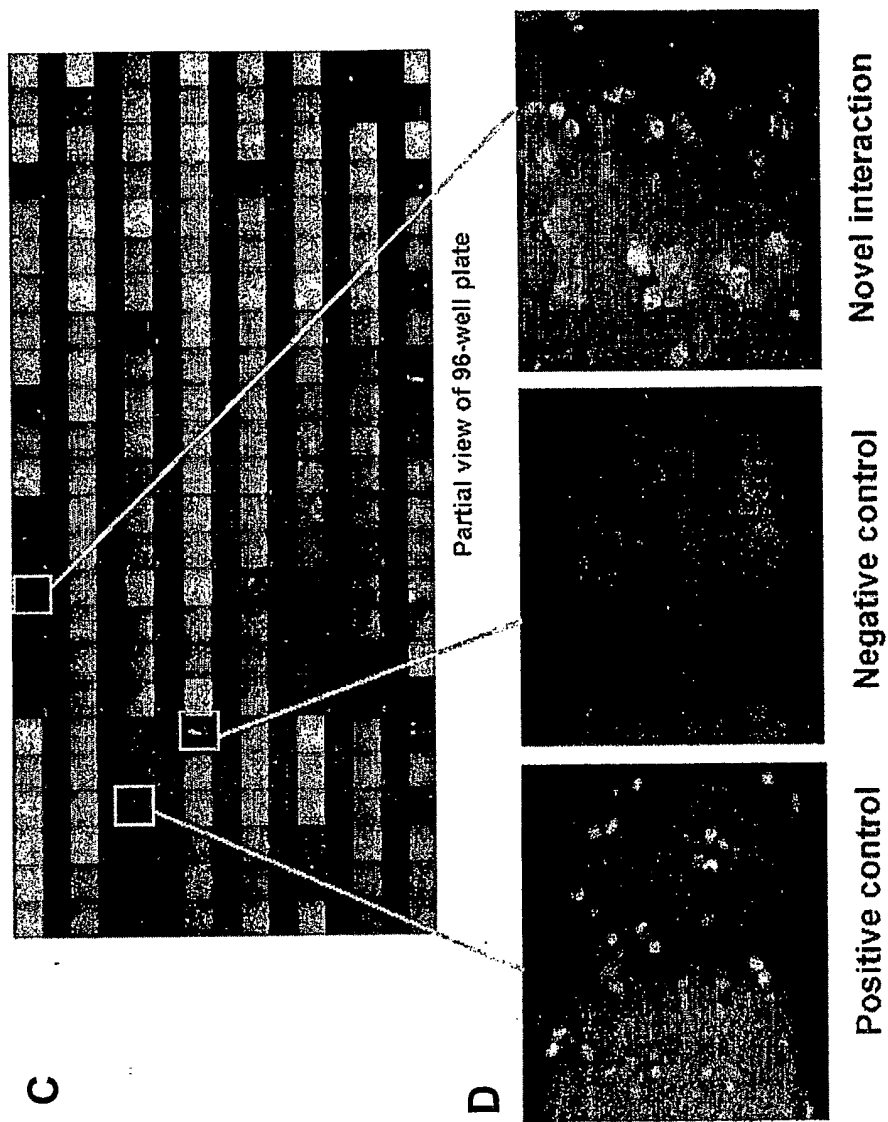 C
Partial view of 96-well plate
D
Positive control
Negative control
Novel interaction